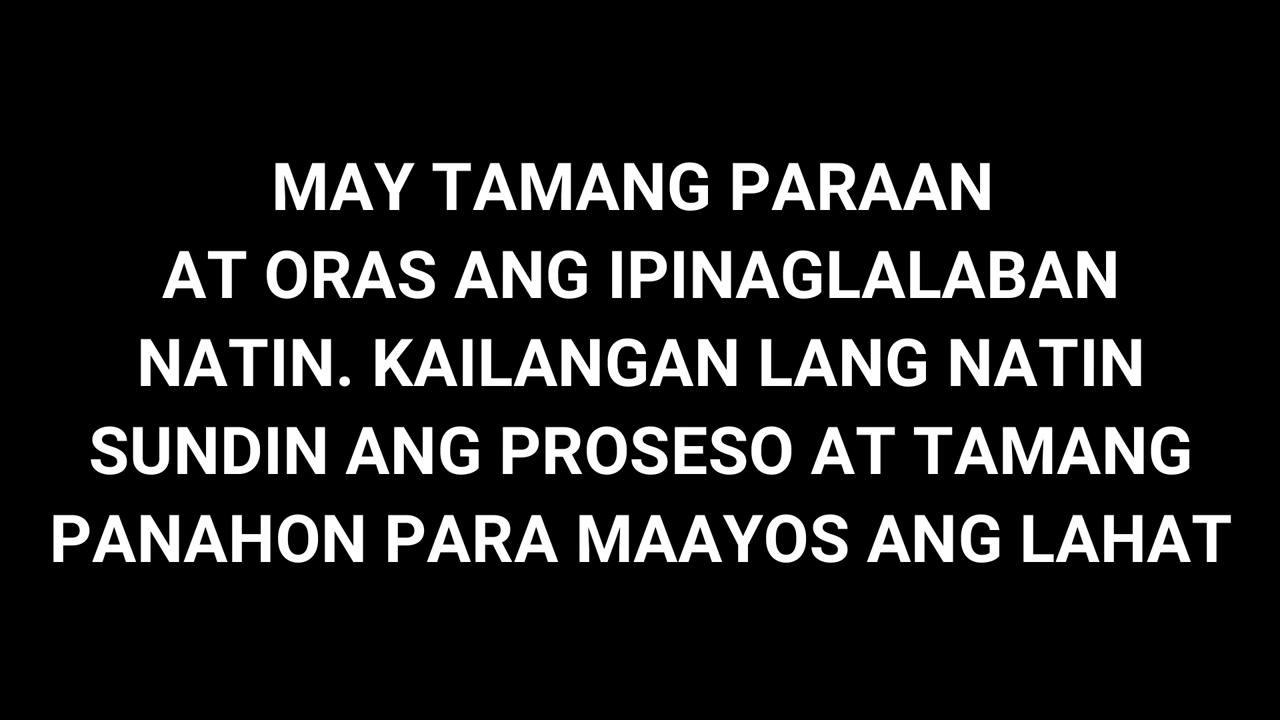 MAY TAMANG PARAAN
AT ORAS ANG IPINAGLALABAN
NATIN. KAILANGAN LANG NATIN
SUNDIN ANG PROSESO AT TAMANG
PANAHON PARA MAAYOS ANG LAHAT